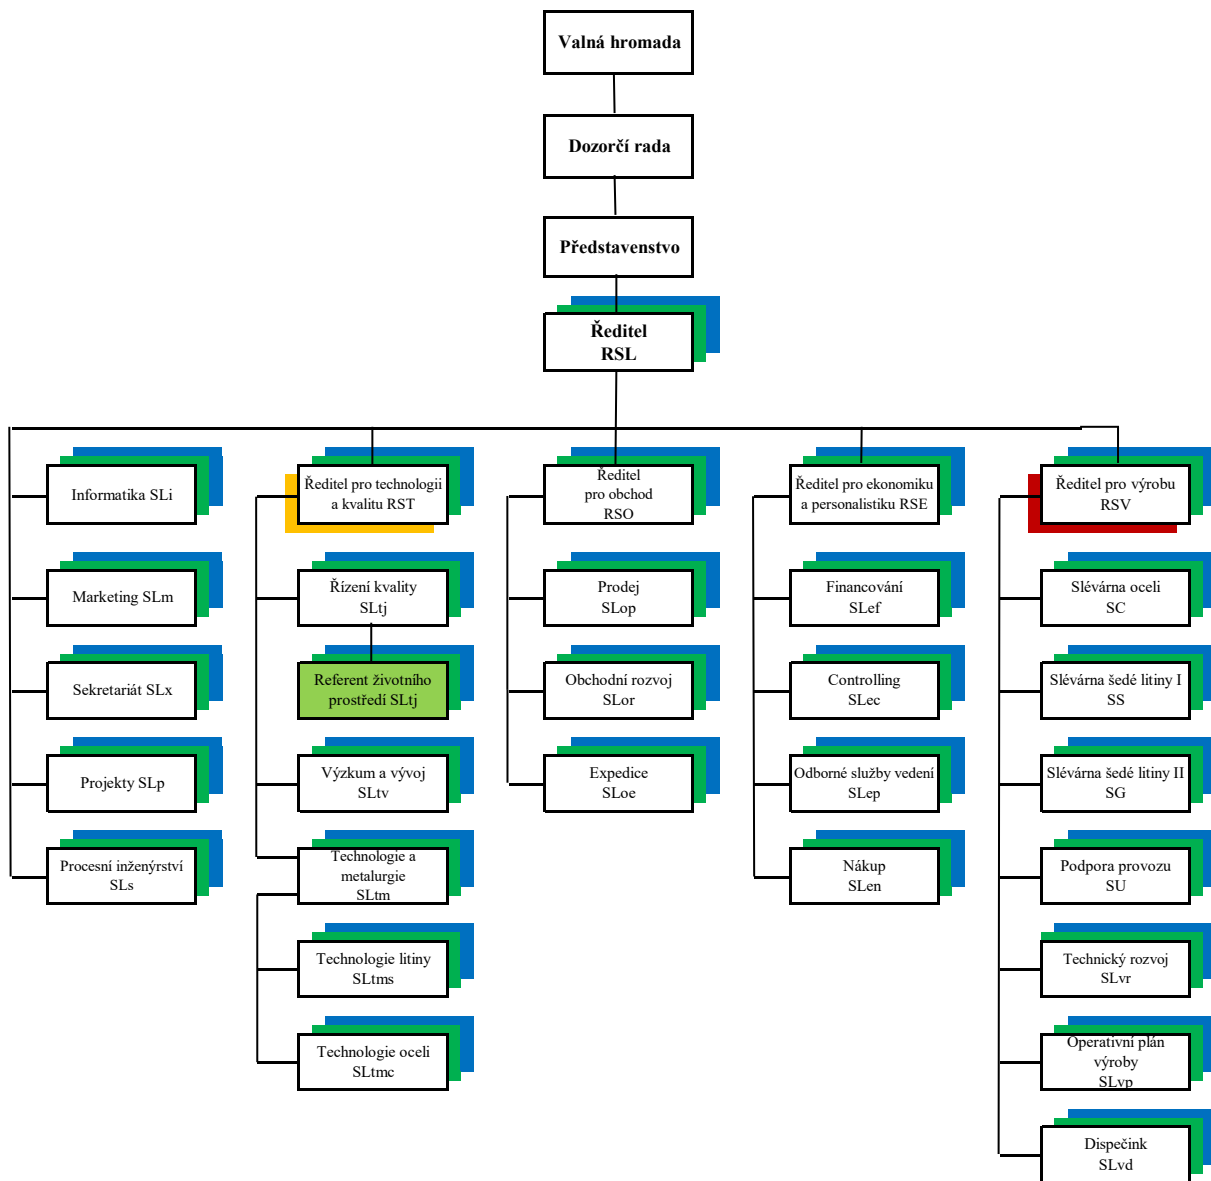 Valná hromada
Dozorčí rada
Představenstvo
Ředitel
RSL
Informatika SLi
Marketing SLm
Sekretariát SLx
Projekty SLp
Procesní inženýrství
SLs
Ředitel pro technologii
a kvalitu RST
Řízení kvality
SLtj
Referent životního
prostředí SLtj
Výzkum a vývoj
SLtv
Technologie a
metalurgie
SLtm
Technologie litiny
SLtms
Technologie oceli
SLtmc
Ředitel
pro obchod
RSO
Prodej
SLop
Obchodní rozvoj
SLor
Expedice
SLoe
Ředitel pro ekonomiku
a personalistiku RSE
Financování
SLef
Controlling
SLec
Odborné služby vedení
SLep
Nákup
SLen
Ředitel pro výrobu
RSV
Slévárna oceli
SC
Slévárna šedé litiny I
SS
Slévárna šedé litiny II
SG
Podpora provozu
SU
Technický rozvoj
SLvr
Operativní plán
výroby
SLvp
Dispečink
SLvd